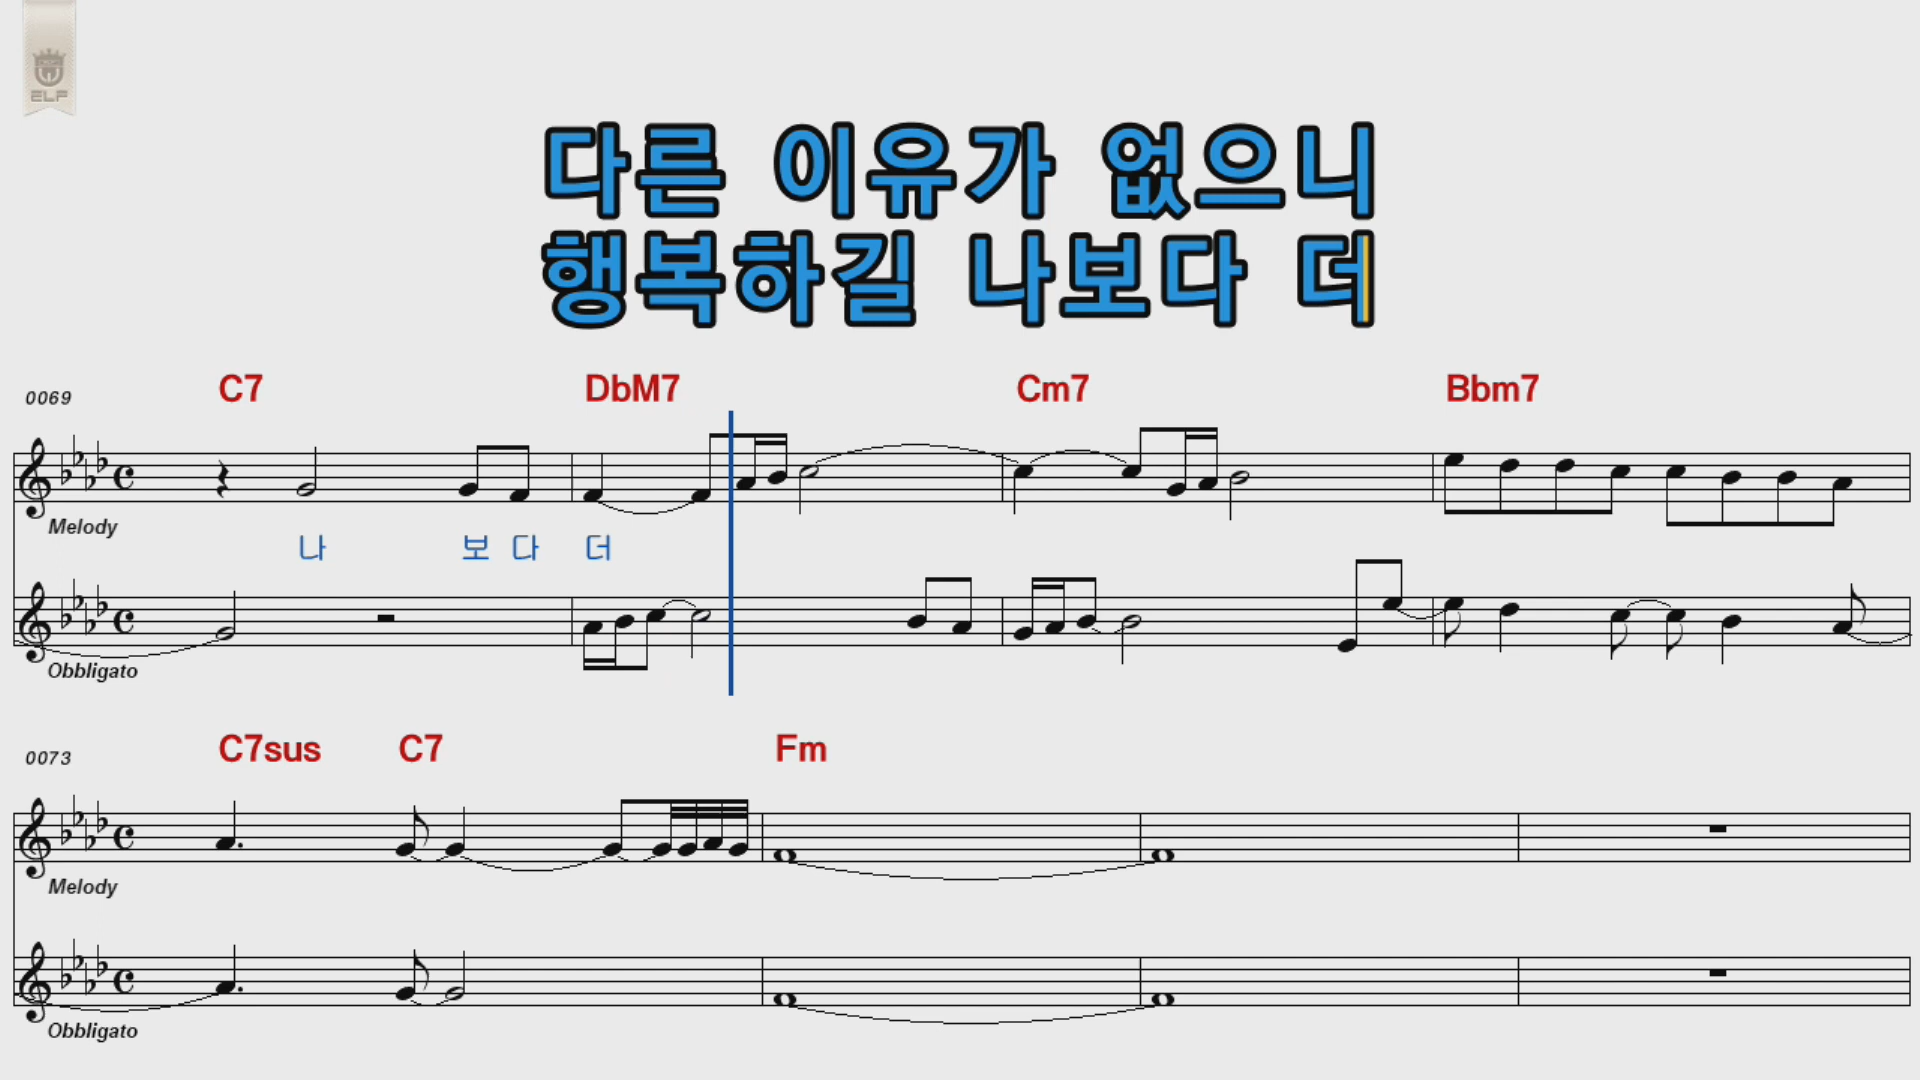 ELF
다른 이유가 없으니
행복하길 나보다 더
0069 C7 DbM7 Cm7 Bbm7
Melody
나 보 다 더
Obbligato
0073 C7sus C7 Fm
Melody
Obbligato